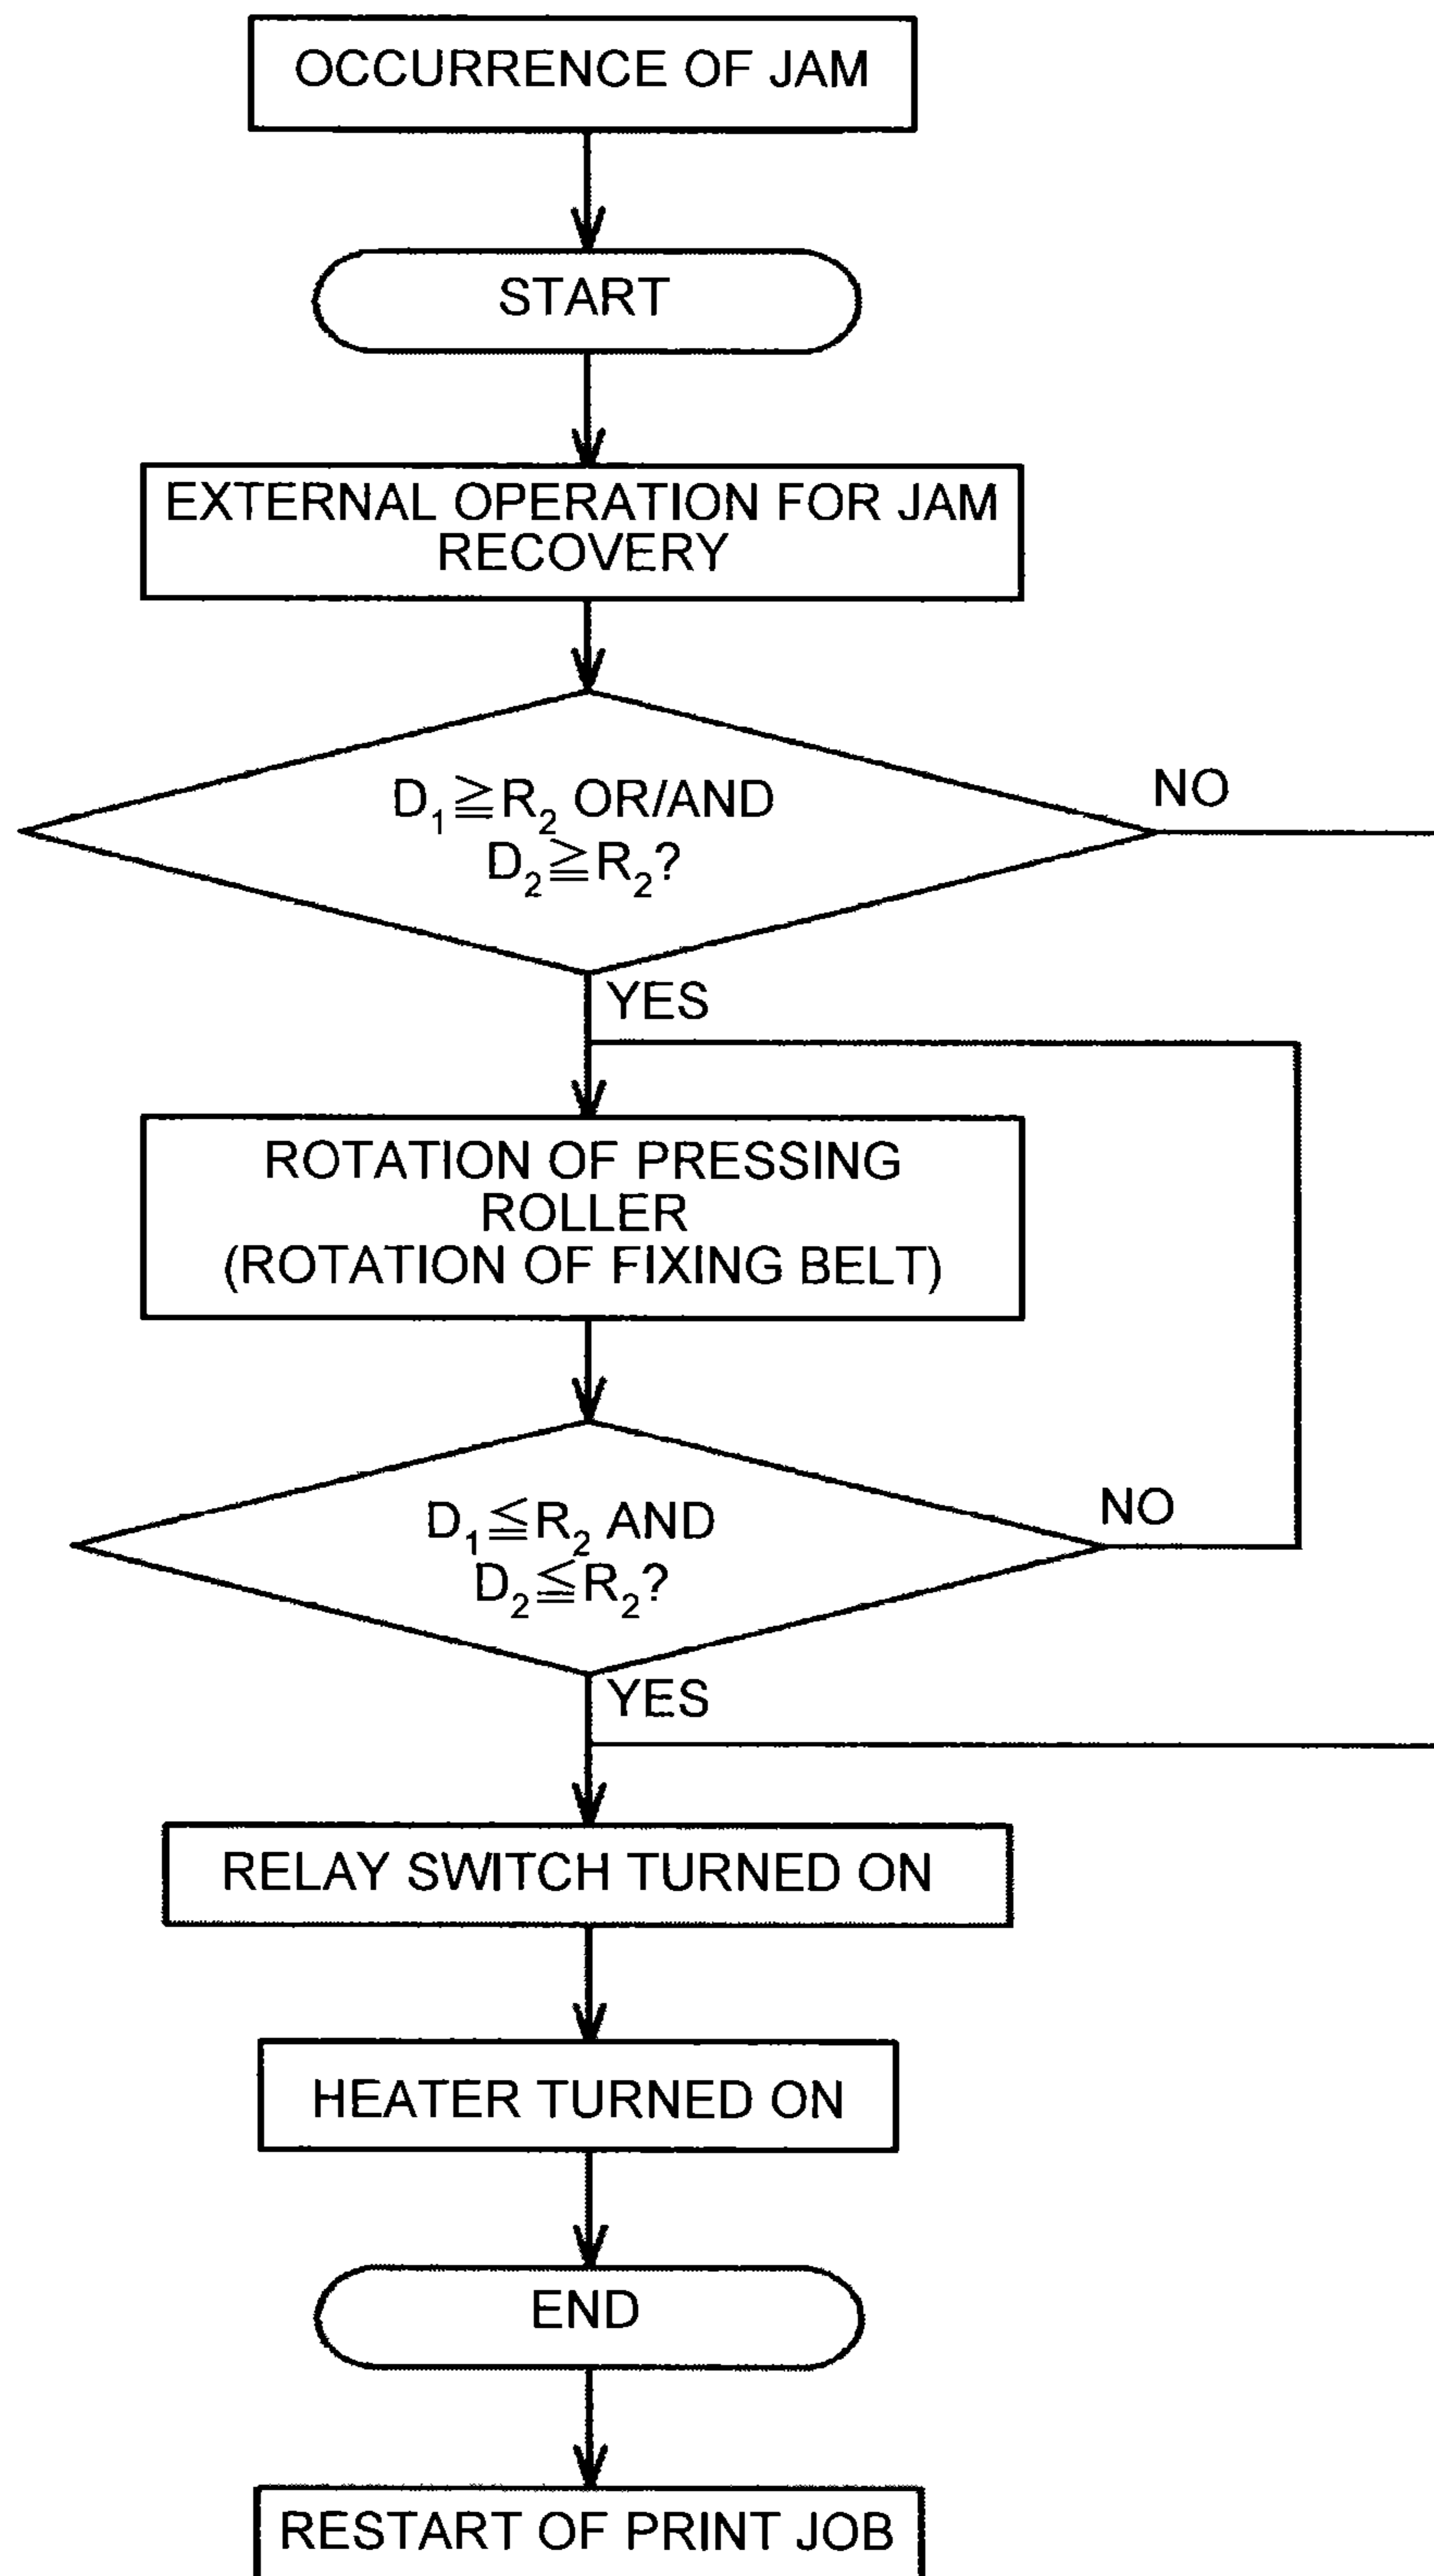 OCCURRENCE OF JAM
START
EXTERNAL OPERATION FOR JAM
RECOVERY
D₁≧R₂ OR/AND
D₂≧R₂?
NO
YES
ROTATION OF PRESSING
ROLLER
(ROTATION OF FIXING BELT)
D₁≦R₂ AND
D₂≦R₂?
NO
YES
RELAY SWITCH TURNED ON
HEATER TURNED ON
END
RESTART OF PRINT JOB